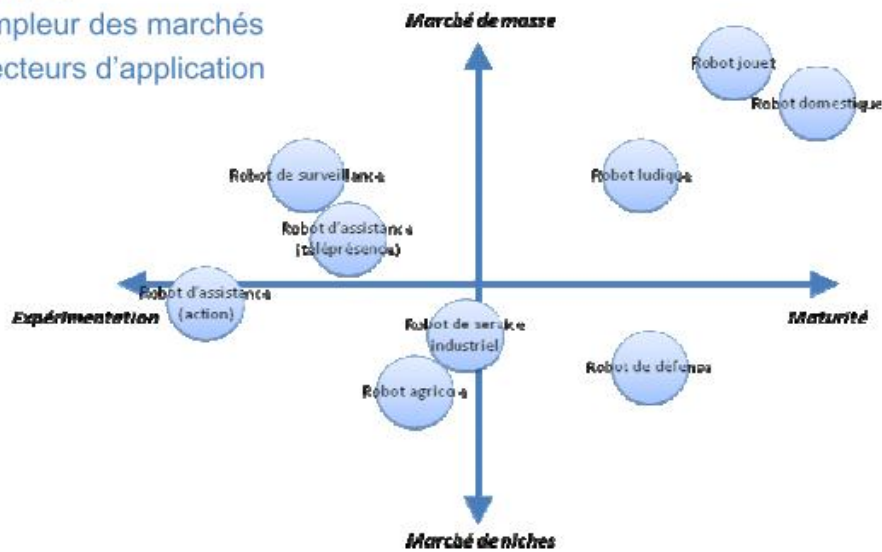 mpleur des marchés
ecteurs d'application
Marché de masse
Robot jouet
Robot domestique
Robot de surveillance
Robot ludique
Robot d'assistance
(téléprésence)
Robot d'assistance
(action)
Expérimentation
Maturité
Robot de service
industriel
Robot de défense
Robot agricole
Marché de niches